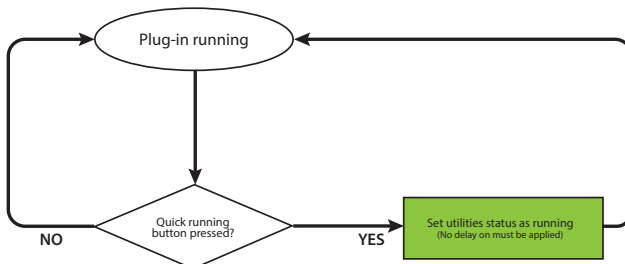 Plug-in running
Quick running
button pressed?
NO
YES
Set utilities status as running
(No delay on must be applied)